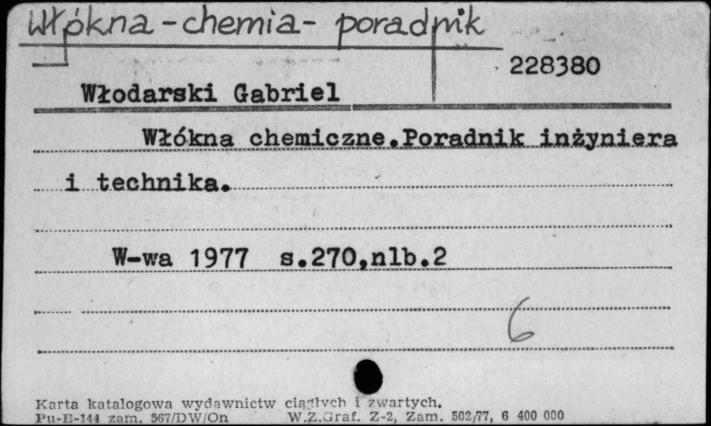 Włókna - chemia - poradnik
228380
Włodarski Gabriel
Włókna chemiczne.Poradnik inżyniera
i technika.
W-wa 1977 s.270,nlb.2
6
Karta katalogowa wydawnictw ciągłych i zwartych.
Pu-B-144 zam. 567/DW/On W.Z.Graf. Z-2, Zam. 502/77, 6 400 000